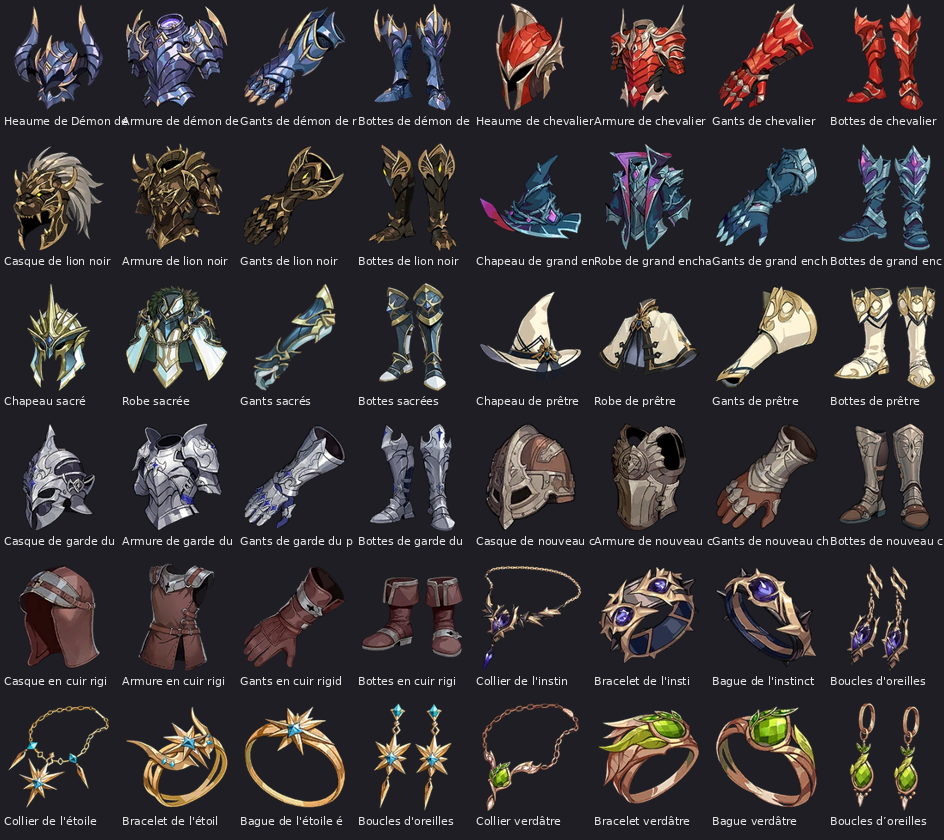 Heaume de Démon de Armure de démon de Gants de démon de r Bottes de démon de Heaume de chevalier Armure de chevalier Gants de chevalier Bottes de chevalier
Casque de lion noir Armure de lion noir Gants de lion noir Bottes de lion noir Chapeau de grand en Robe de grand encha Gants de grand ench Bottes de grand enc
Chapeau sacré Robe sacrée Gants sacrés Bottes sacrées Chapeau de prêtre Robe de prêtre Gants de prêtre Bottes de prêtre
Casque de garde du Armure de garde du Gants de garde du p Bottes de garde du Casque de nouveau c Armure de nouveau c Gants de nouveau ch Bottes de nouveau c
Casque en cuir rigi Armure en cuir rigi Gants en cuir rigid Bottes en cuir rigi Collier de l'instin Bracelet de l'insti Bague de l'instinct Boucles d'oreilles
Collier de l'étoile Bracelet de l'étoil Bague de l'étoile é Boucles d'oreilles Collier verdâtre Bracelet verdâtre Bague verdâtre Boucles d'oreilles